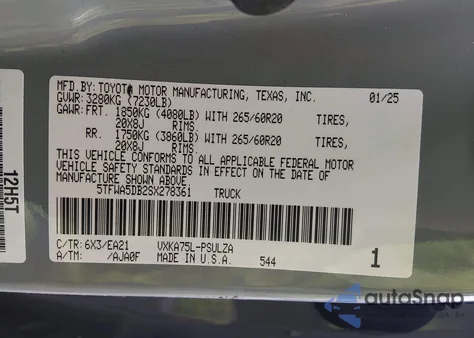 MFD.BY:TOYOTA MOTOR MANUFACTURING, TEXAS, INC. 01/25
GVWR: 3280KG (7230LB)
GAWR: FRT. 1850KG (4080LB) WITH 265/60R20 TIRES,
20X8J RIMS.
RR. 1750KG (3860LB) WITH 265/60R20 TIRES,
20X8J RIMS.
THIS VEHICLE CONFORMS TO ALL APPLICABLE FEDERAL MOTOR
VEHICLE SAFETY STANDARDS IN EFFECT ON THE DATE OF
MANUFACTURE SHOWN ABOVE.
5TFWA5DB2SX278361 TRUCK
C/TR: 6X3/EA21 VXKA75L-PSULZA
A/TM: /AJA0F MADE IN U.S.A. 544 1
12H5T
autoSnap